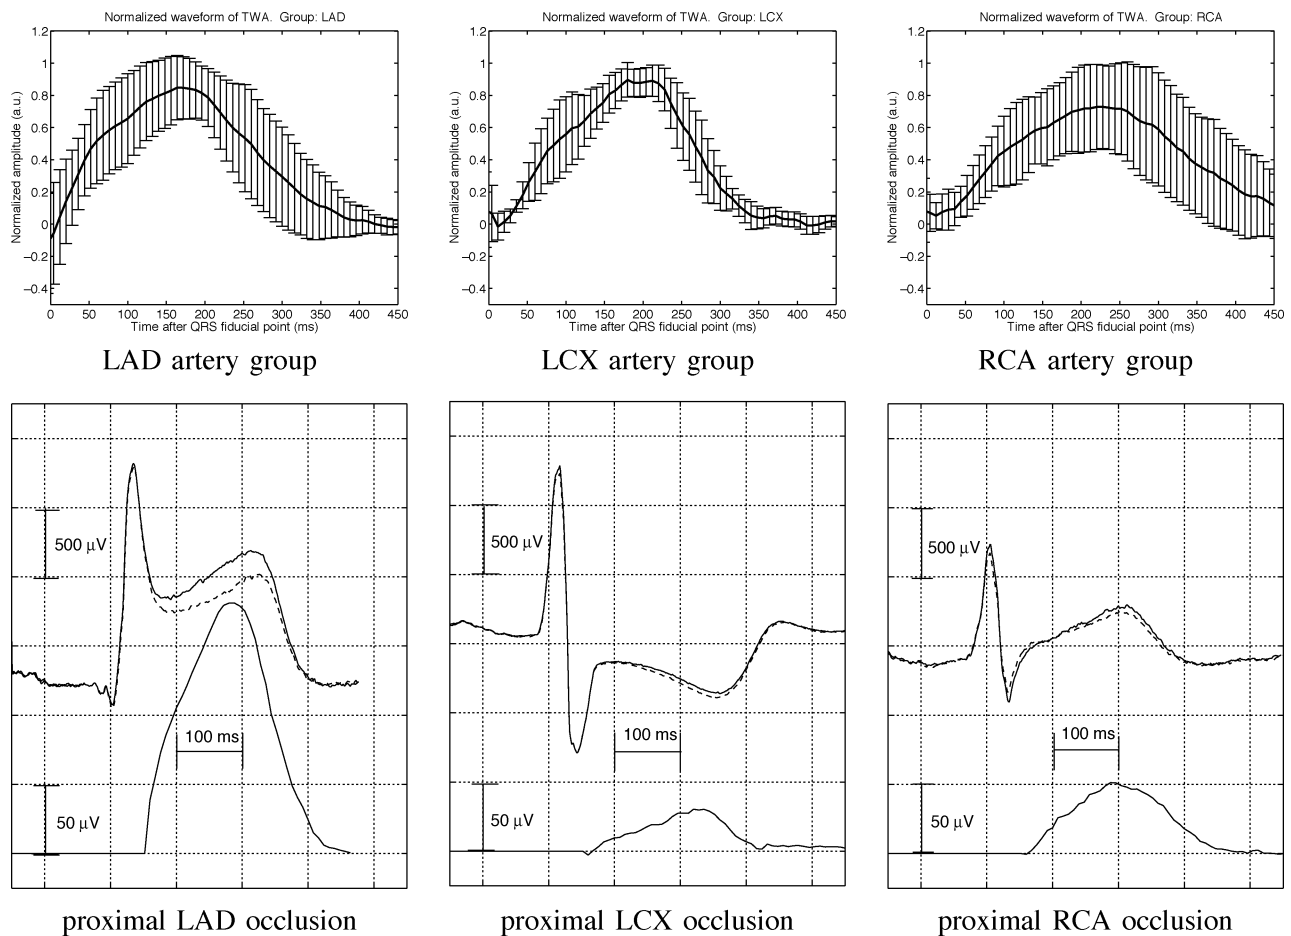 Normalized waveform of TWA. Group: LAD
Normalized amplitude (a.u.)
1.2
1
0.8
0.6
0.4
0.2
0
−0.2
−0.4
0 50 100 150 200 250 300 350 400 450
Time after QRS fiducial point (ms)
LAD artery group
Normalized waveform of TWA. Group: LCX
Normalized amplitude (a.u.)
1.2
1
0.8
0.6
0.4
0.2
0
−0.2
−0.4
0 50 100 150 200 250 300 350 400 450
Time after QRS fiducial point (ms)
LCX artery group
Normalized waveform of TWA. Group: RCA
Normalized amplitude (a.u.)
1.2
1
0.8
0.6
0.4
0.2
0
−0.2
−0.4
0 50 100 150 200 250 300 350 400 450
Time after QRS fiducial point (ms)
RCA artery group
500 μV
100 ms
50 μV
proximal LAD occlusion
500 μV
100 ms
50 μV
proximal LCX occlusion
500 μV
100 ms
50 μV
proximal RCA occlusion